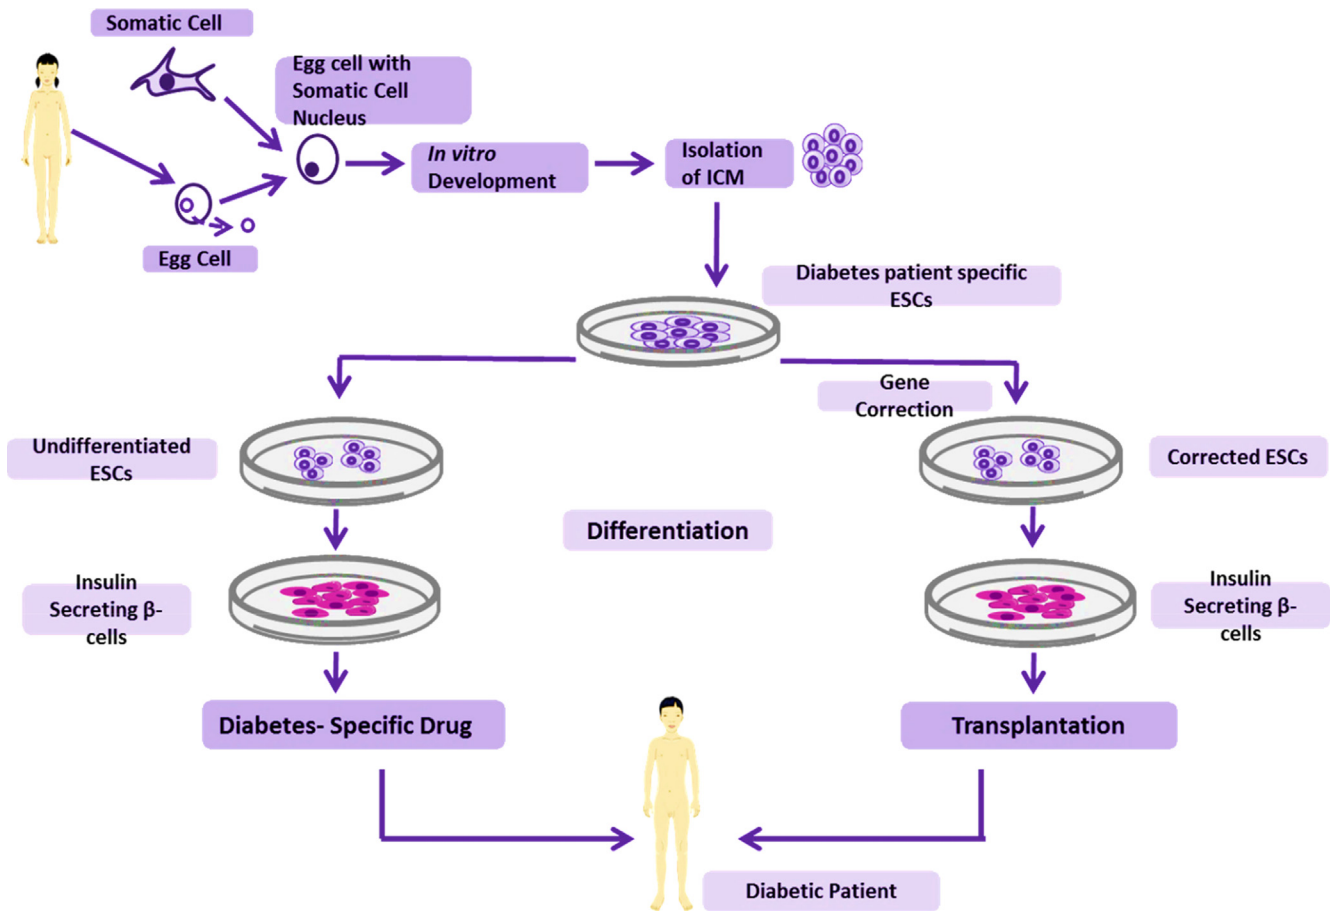 Somatic Cell
Egg cell with
Somatic Cell
Nucleus
In vitro
Development
Isolation
of ICM
Egg Cell
Diabetes patient specific
ESCs
Gene
Correction
Undifferentiated
ESCs
Corrected ESCs
Differentiation
Insulin
Secreting β-
cells
Insulin
Secreting β-
cells
Diabetes- Specific Drug
Transplantation
Diabetic Patient